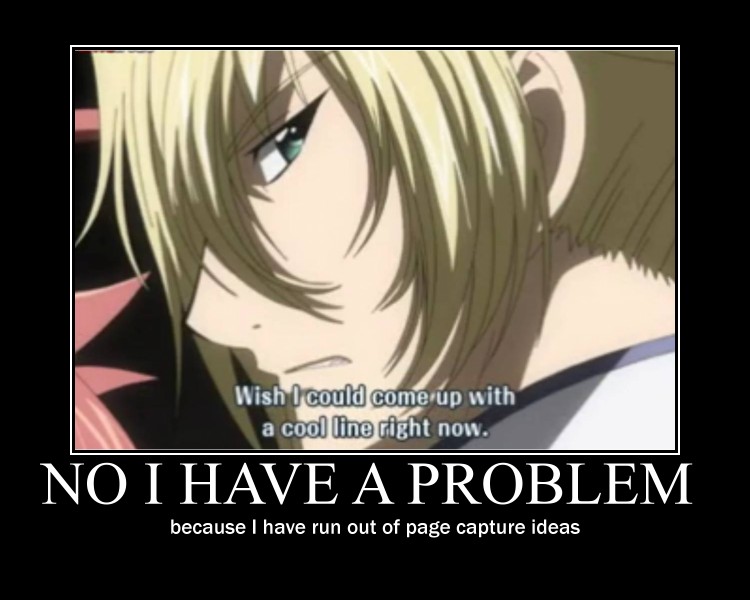 Wish I could come up with
a cool line right now.
NO I HAVE A PROBLEM
because I have run out of page capture ideas